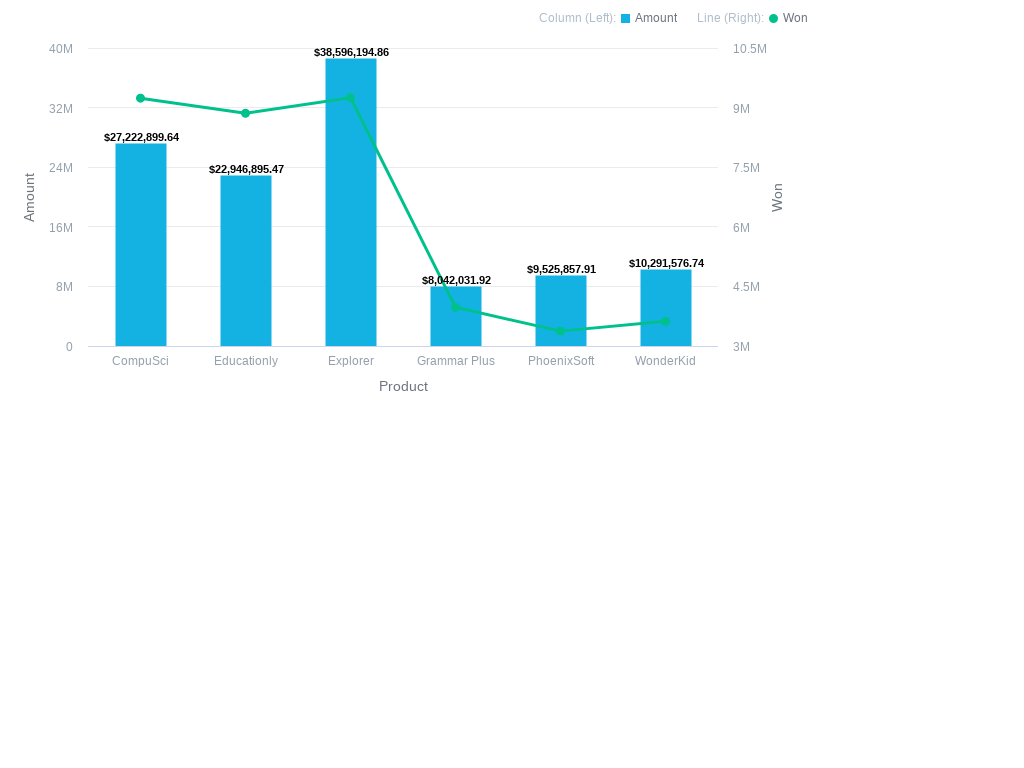 Column (Left): Amount Line (Right): Won
40M
32M
24M
16M
8M
0
Amount
$27,222,899.64
$22,946,895.47
$38,596,194.86
$8,042,031.92
$9,525,857.91
$10,291,576.74
10.5M
9M
7.5M
6M
4.5M
3M
Won
CompuSci Educationly Explorer Grammar Plus PhoenixSoft WonderKid
Product